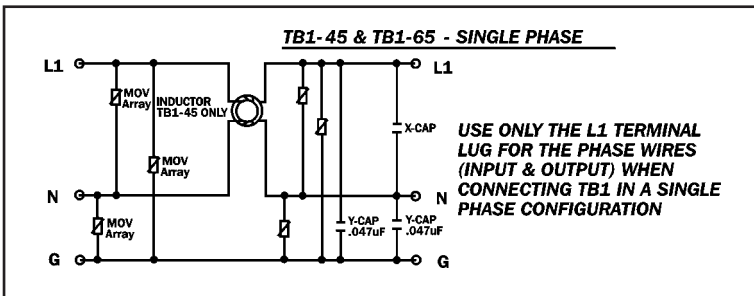 TB1-45 & TB1-65 - SINGLE PHASE
L1
L1
MOV
Array
INDUCTOR
TB1-45 ONLY
X-CAP
MOV
Array
USE ONLY THE L1 TERMINAL
LUG FOR THE PHASE WIRES
(INPUT & OUTPUT) WHEN
CONNECTING TB1 IN A SINGLE
PHASE CONFIGURATION
N
N
MOV
Array
Y-CAP
.047uF
Y-CAP
.047uF
G
G